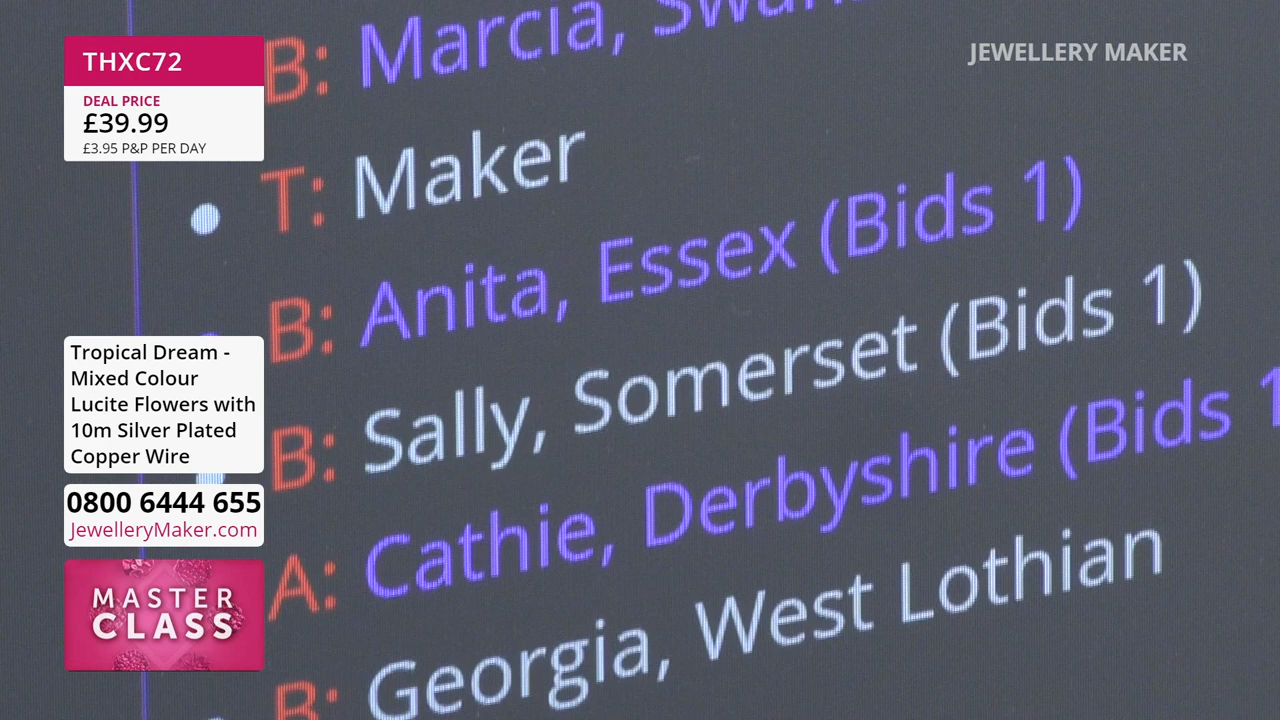 THXC72
DEAL PRICE
£39.99
£3.95 P&P PER DAY
JEWELLERY MAKER
B: Marcia,
T: Maker
B: Anita, Essex (Bids 1)
B: Sally, Somerset (Bids 1)
A: Cathie, Derbyshire (Bids 1
B: Georgia, West Lothian
Tropical Dream -
Mixed Colour
Lucite Flowers with
10m Silver Plated
Copper Wire
0800 6444 655
JewelleryMaker.com
MASTER
CLASS